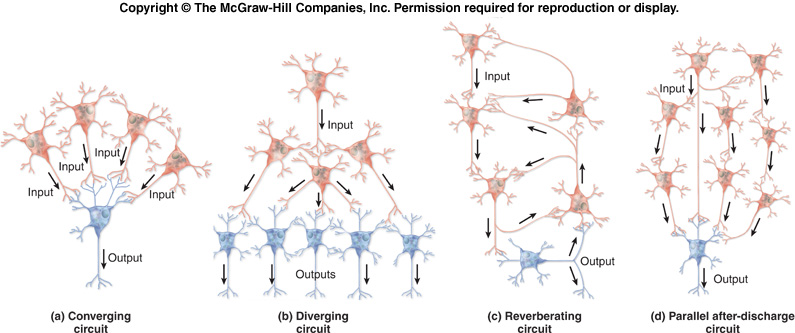 Copyright © The McGraw-Hill Companies, Inc. Permission required for reproduction or display.
Input
Input
Input
Input
Output
(a) Converging
circuit
Input
Outputs
(b) Diverging
circuit
Input
Output
(c) Reverberating
circuit
Input
Output
(d) Parallel after-discharge
circuit